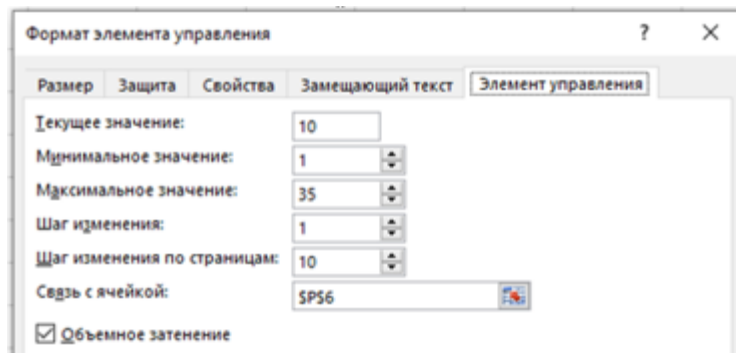 Формат элемента управления ? ×
Размер Защита Свойства Замещающий текст Элемент управления
Текущее значение: 10
Минимальное значение: 1
Максимальное значение: 35
Шаг изменения: 1
Шаг изменения по страницам: 10
Связь с ячейкой: $P$6
Объемное затенение